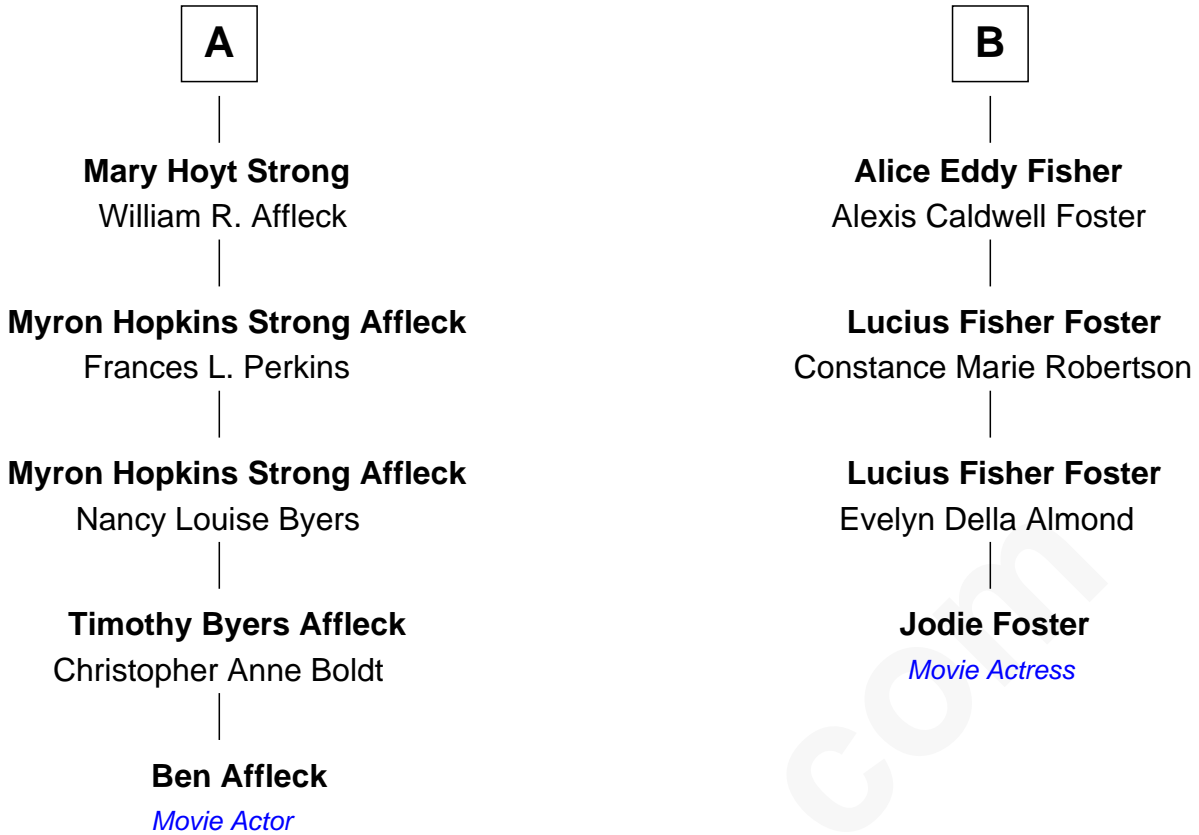 A
Mary Hoyt Strong
William R. Affleck
Myron Hopkins Strong Affleck
Frances L. Perkins
Myron Hopkins Strong Affleck
Nancy Louise Byers
Timothy Byers Affleck
Christopher Anne Boldt
Ben Affleck
Movie Actor
B
Alice Eddy Fisher
Alexis Caldwell Foster
Lucius Fisher Foster
Constance Marie Robertson
Lucius Fisher Foster
Evelyn Della Almond
Jodie Foster
Movie Actress
com